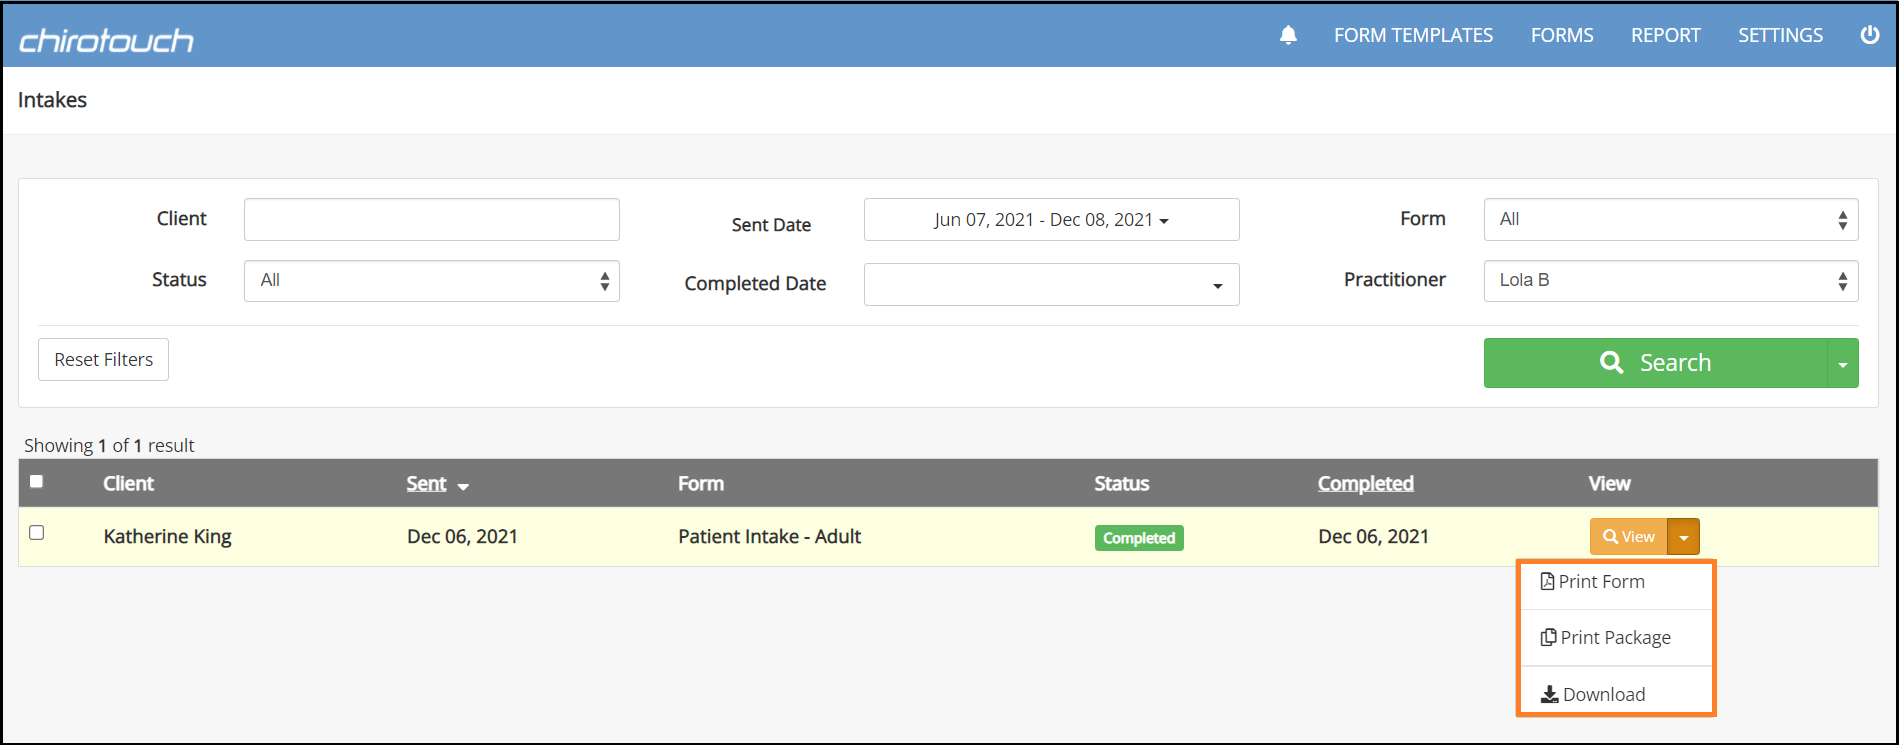 chirotouch FORM TEMPLATES FORMS REPORT SETTINGS
Intakes
Client Sent Date Jun 07, 2021 - Dec 08, 2021 Form All
Status All Completed Date Practitioner Lola B
Reset Filters Search
Showing 1 of 1 result
Client Sent Form Status Completed View
Katherine King Dec 06, 2021 Patient Intake - Adult Completed Dec 06, 2021 View
Print Form
Print Package
Download